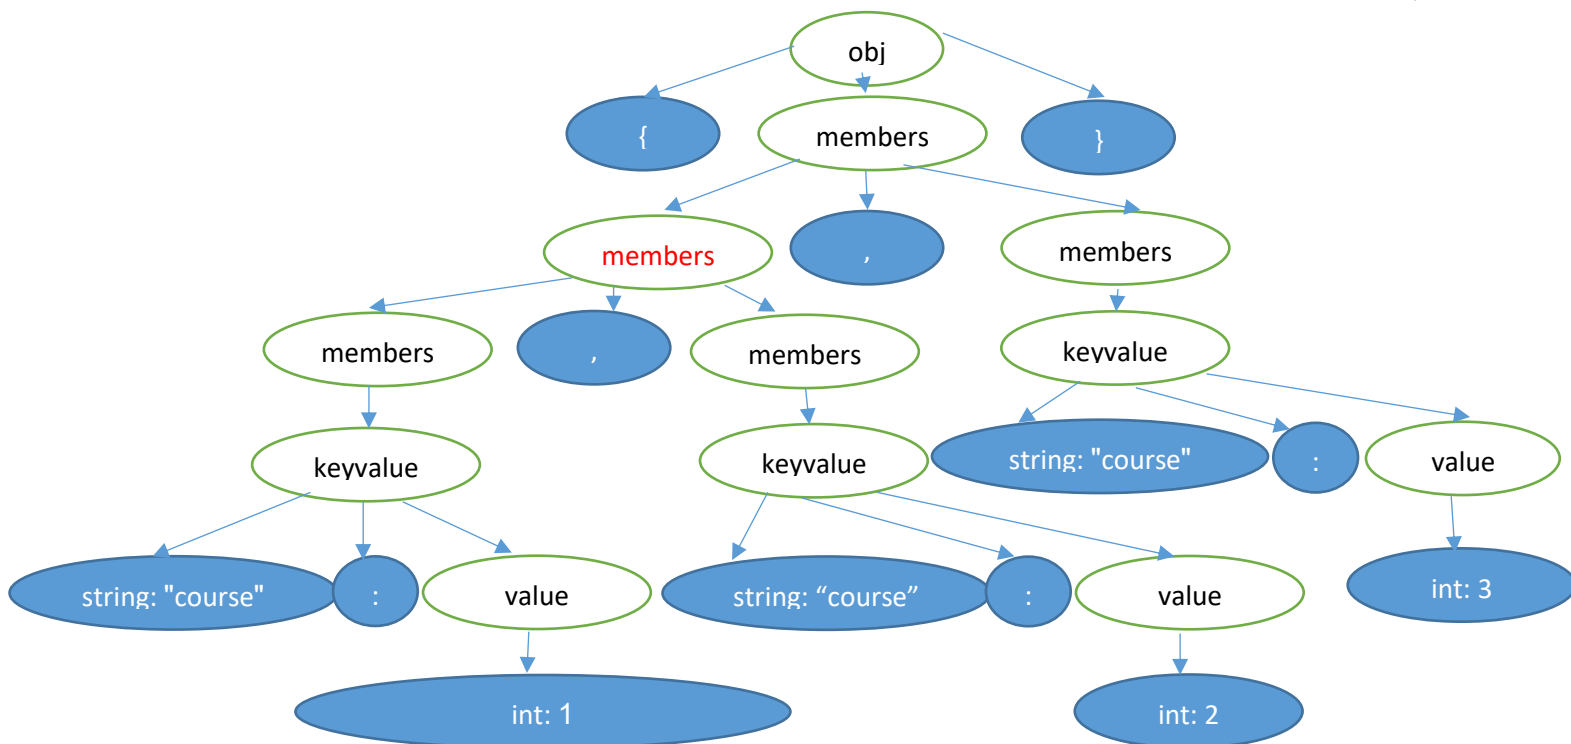 obj
{
members
}
members
,
members
members
,
members
keyvalue
keyvalue
keyvalue
string: "course"
:
value
string: "course"
:
value
string: “course”
:
value
int: 3
int: 1
int: 2